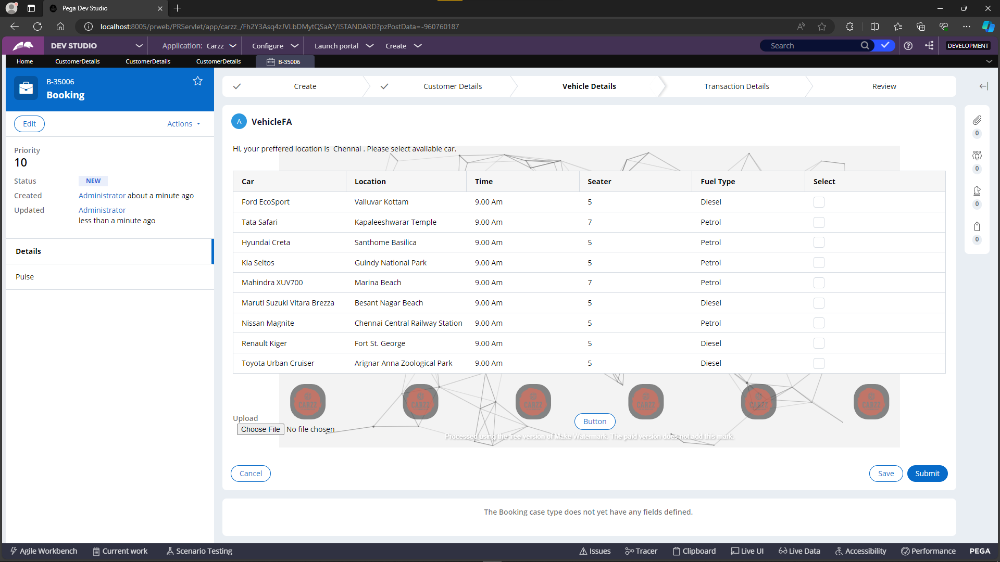 Pega Dev Studio
localhost:8005/prweb/PRServlet/app/carzz_/Fh2Y3Asq4zJVLbDMytQSaA*/!STANDARD?pzPostData=-960760187
DEV STUDIO Application: Carzz Configure Launch portal Create Search DEVELOPMENT
Home CustomerDetails CustomerDetails CustomerDetails B-35006
B-35006
Booking
Edit Actions
Priority
10
Status NEW
Created Administrator about a minute ago
Updated Administrator
less than a minute ago
Details
Pulse
Create Customer Details Vehicle Details Transaction Details Review
A VehicleFA
Hi, your preffered location is Chennai . Please select avaliable car.
Car Location Time Seater Fuel Type Select
Ford EcoSport Valluvar Kottam 9.00 Am 5 Diesel
Tata Safari Kapaleeshwarar Temple 9.00 Am 7 Petrol
Hyundai Creta Santhome Basilica 9.00 Am 5 Petrol
Kia Seltos Guindy National Park 9.00 Am 5 Petrol
Mahindra XUV700 Marina Beach 9.00 Am 7 Petrol
Maruti Suzuki Vitara Brezza Besant Nagar Beach 9.00 Am 5 Diesel
Nissan Magnite Chennai Central Railway Station 9.00 Am 5 Petrol
Renault Kiger Fort St. George 9.00 Am 5 Diesel
Toyota Urban Cruiser Arignar Anna Zoological Park 9.00 Am 5 Diesel
CARZZ CARZZ CARZZ CARZZ CARZZ CARZZ
Upload
Choose File No file chosen
Button
Processed using the free version of Make Watermark. The paid version does not add this mark.
Cancel Save Submit
The Booking case type does not yet have any fields defined.
0
0
0
0
Agile Workbench Current work Scenario Testing Issues Tracer Clipboard Live UI Live Data Accessibility Performance PEGA